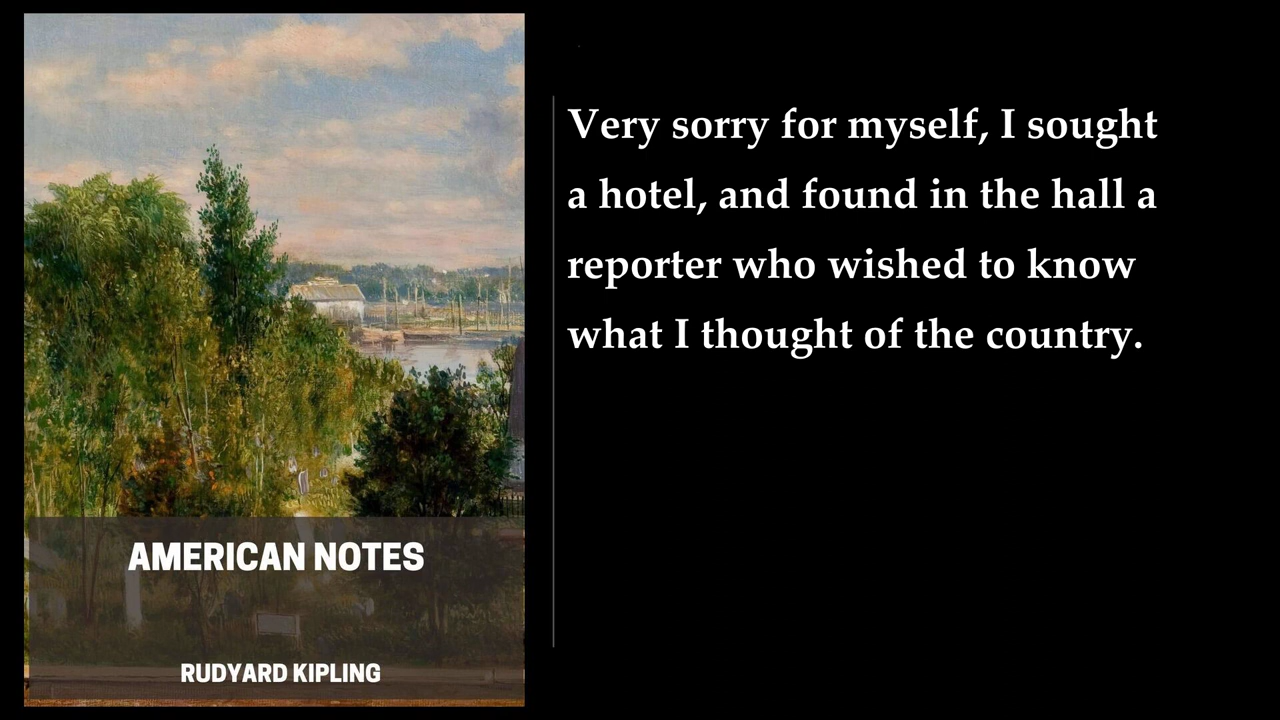 Very sorry for myself, I sought
a hotel, and found in the hall a
reporter who wished to know
what I thought of the country.
AMERICAN NOTES
RUDYARD KIPLING